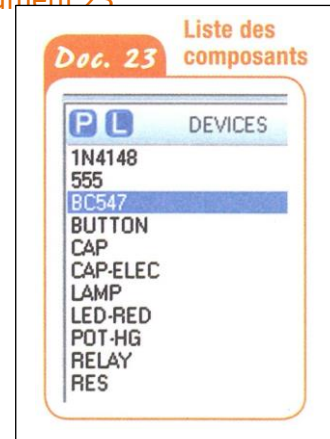 Doc. 23
Liste des
composants
P L DEVICES
1N4148
555
BC547
BUTTON
CAP
CAP-ELEC
LAMP
LED-RED
POT-HG
RELAY
RES